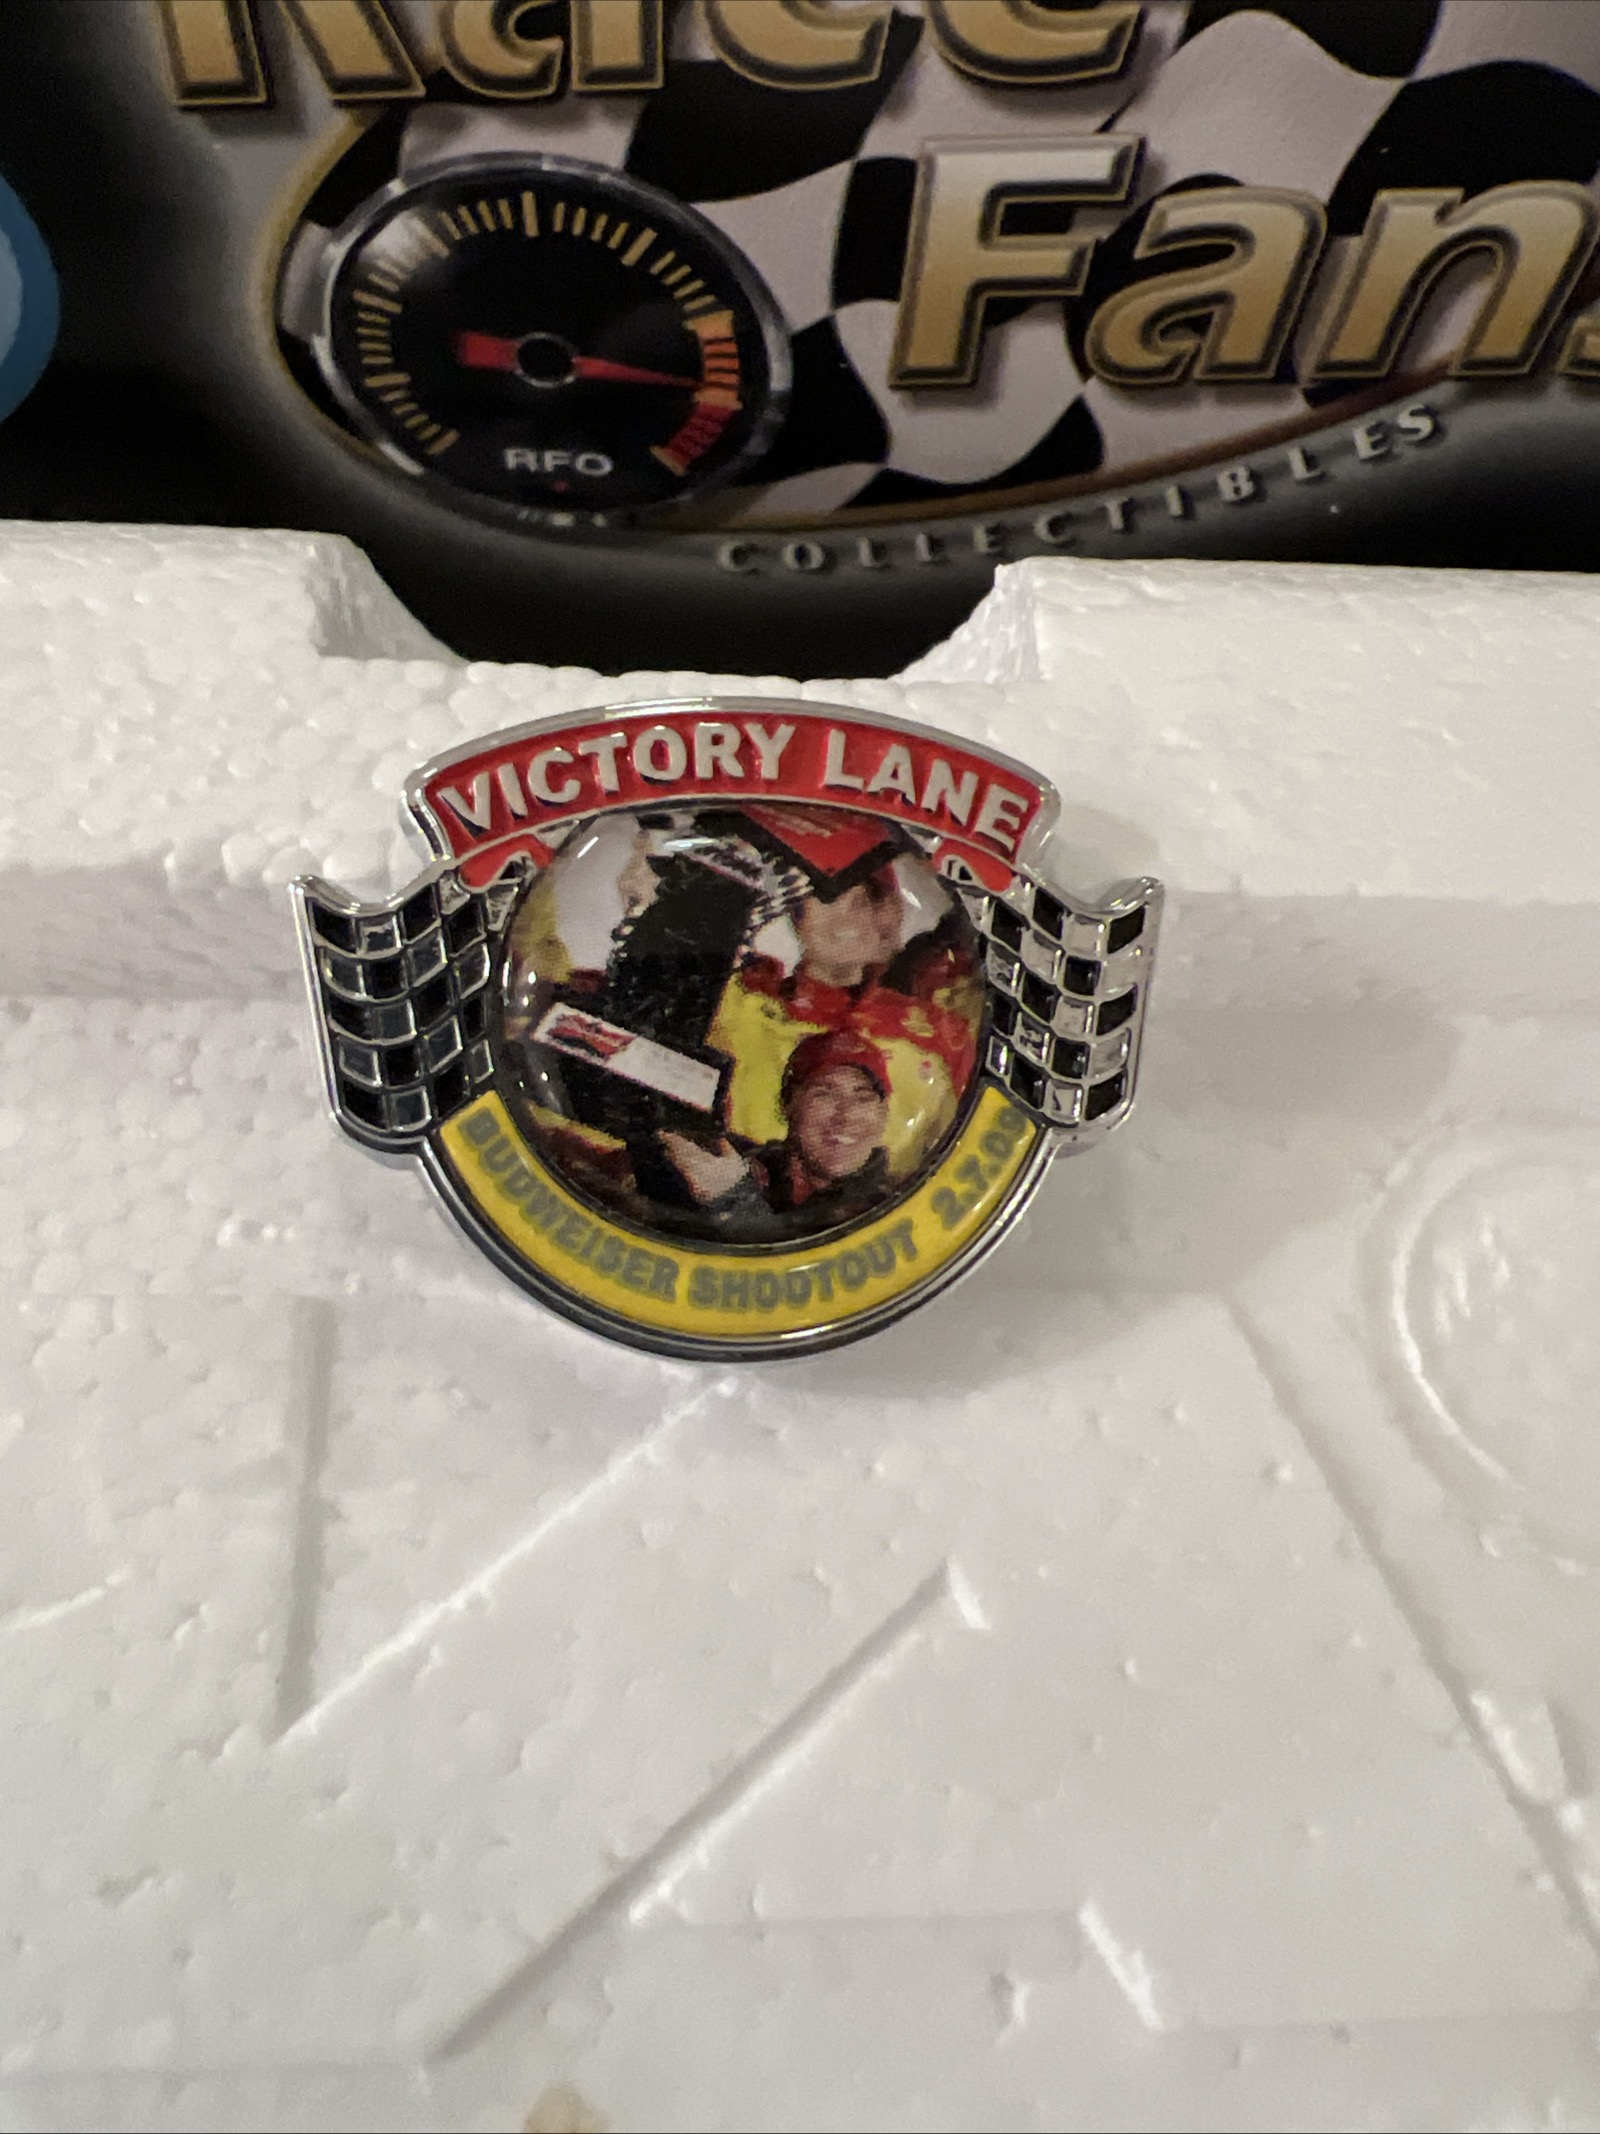 Race
Fans
RFO
COLLECTIBLES
VICTORY LANE
BUDWEISER SHOOTOUT 2.7.09